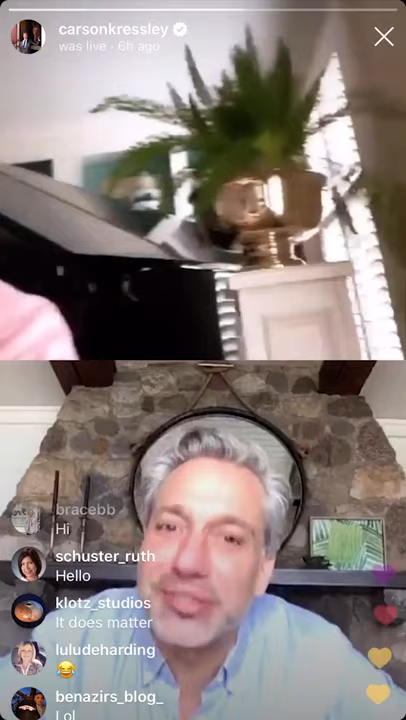 carsonkressley
was live · 6h ago
bracebb
Hi
schuster_ruth
Hello
klotz_studios
It does matter
luludeharding
😂
benazirs_blog_
Lol